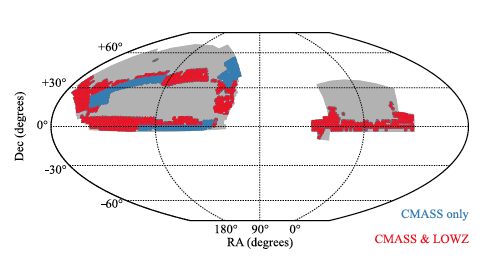 +60°
+30°
0°
-30°
-60°
Dec (degrees)
180° 90° 0°
RA (degrees)
CMASS only
CMASS & LOWZ